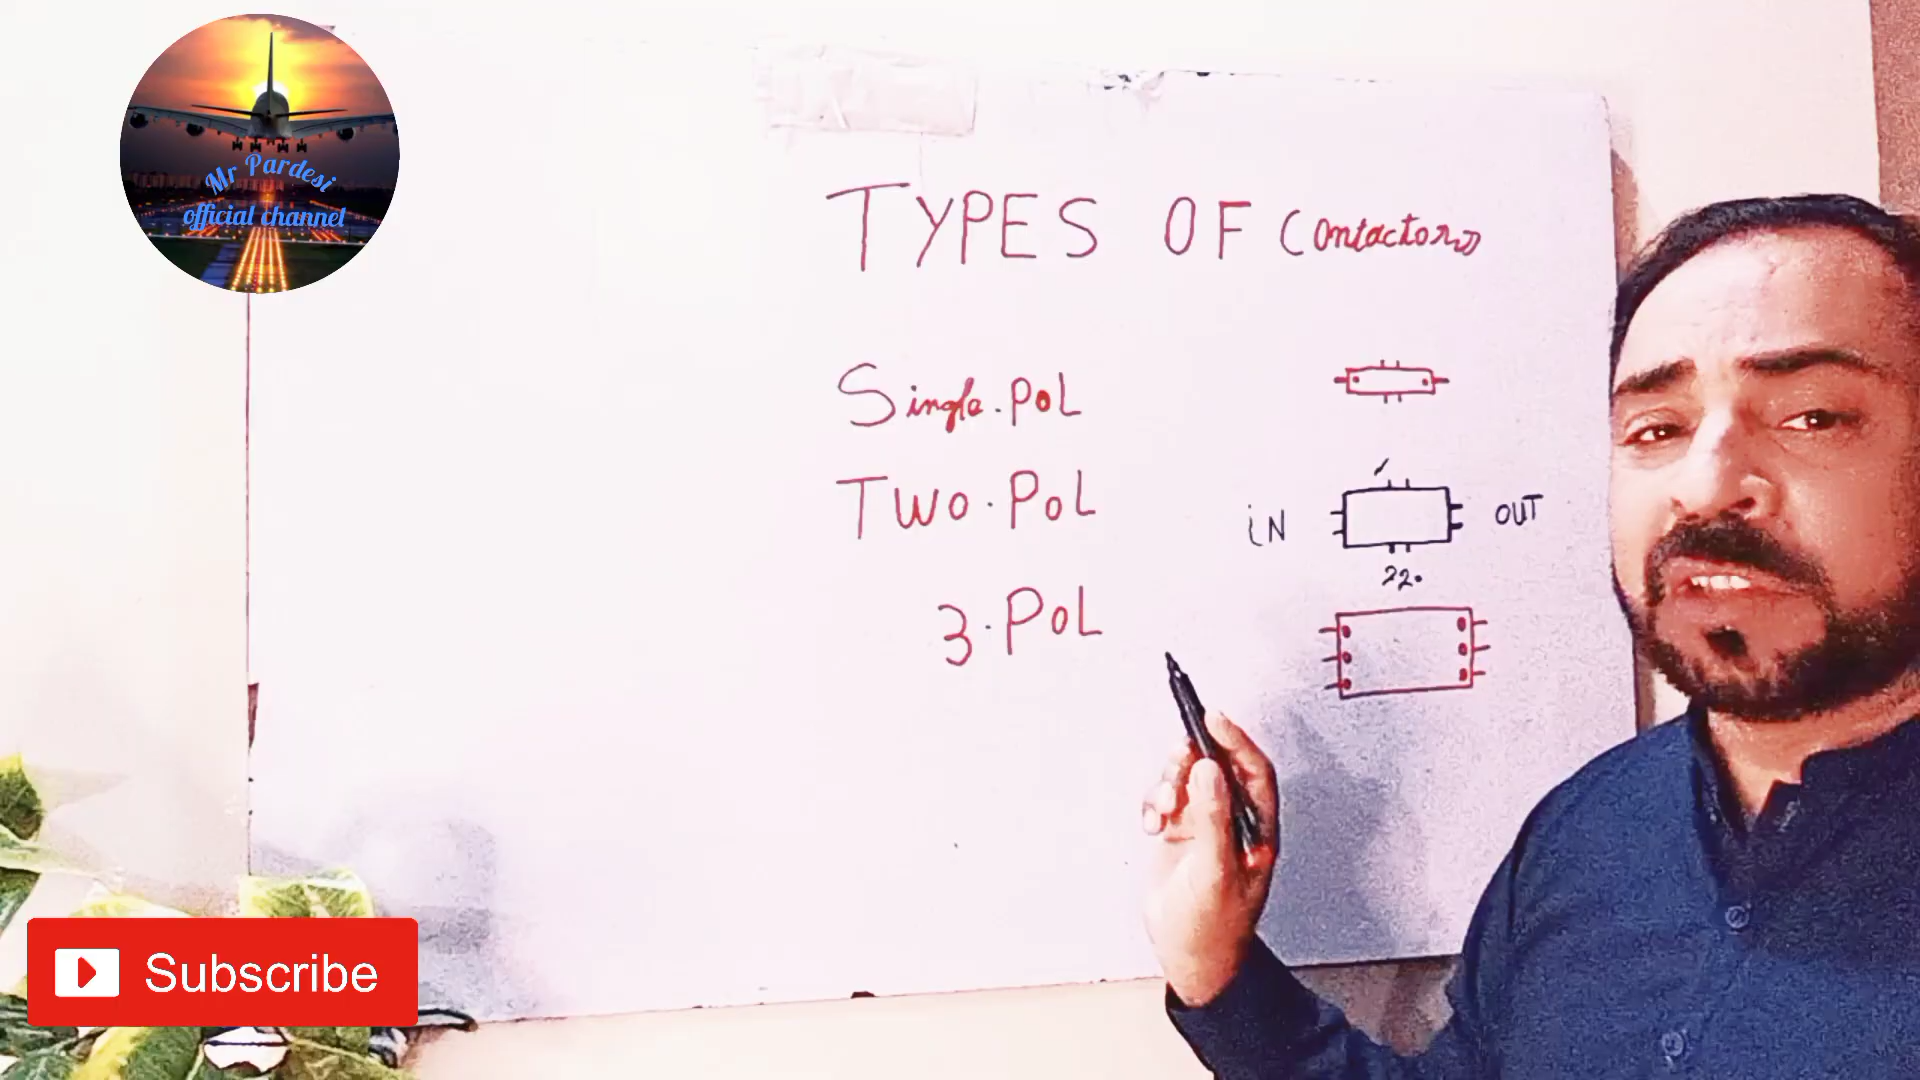 Mr Pardesi
official channel
TYPES OF Contactors
Single.PoL
Two.PoL
iN
OUT
220
3.PoL
Subscribe